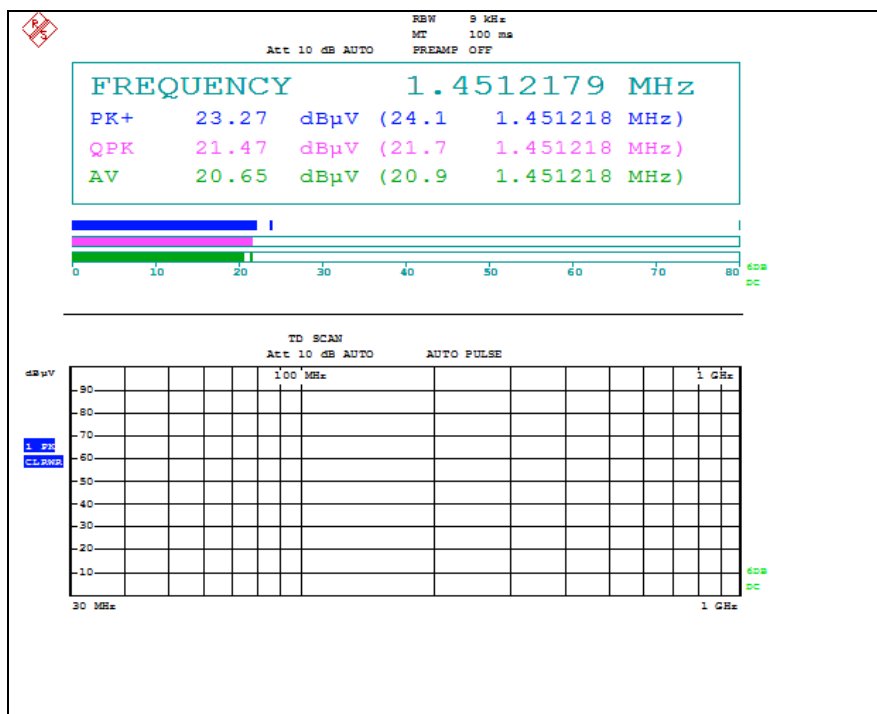 R S
RBW 9 kHz
MT 100 ms
Att 10 dB AUTO PREAMP OFF
FREQUENCY 1.4512179 MHz
PK+ 23.27 dBµV (24.1 1.451218 MHz)
QPK 21.47 dBµV (21.7 1.451218 MHz)
AV 20.65 dBµV (20.9 1.451218 MHz)
0 10 20 30 40 50 60 70 80
6DB
DC
TD SCAN
Att 10 dB AUTO AUTO PULSE
dBµV
100 MHz 1 GHz
90
80
70
1 PK
CLRWR
60
50
40
30
20
10
6DB
DC
30 MHz 1 GHz